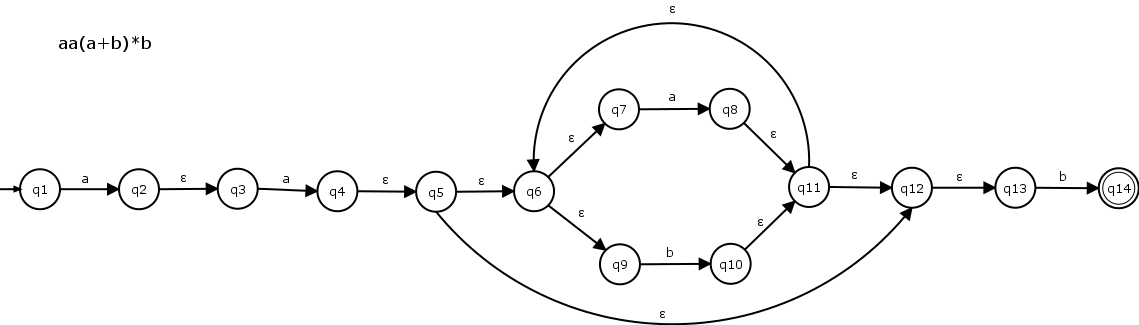 ε
aa(a+b)*b
q7 a q8
ε ε
q1 a q2 ε q3 a q4 ε q5 ε q6 q11 ε q12 ε q13 b q14
ε ε
q9 b q10
ε